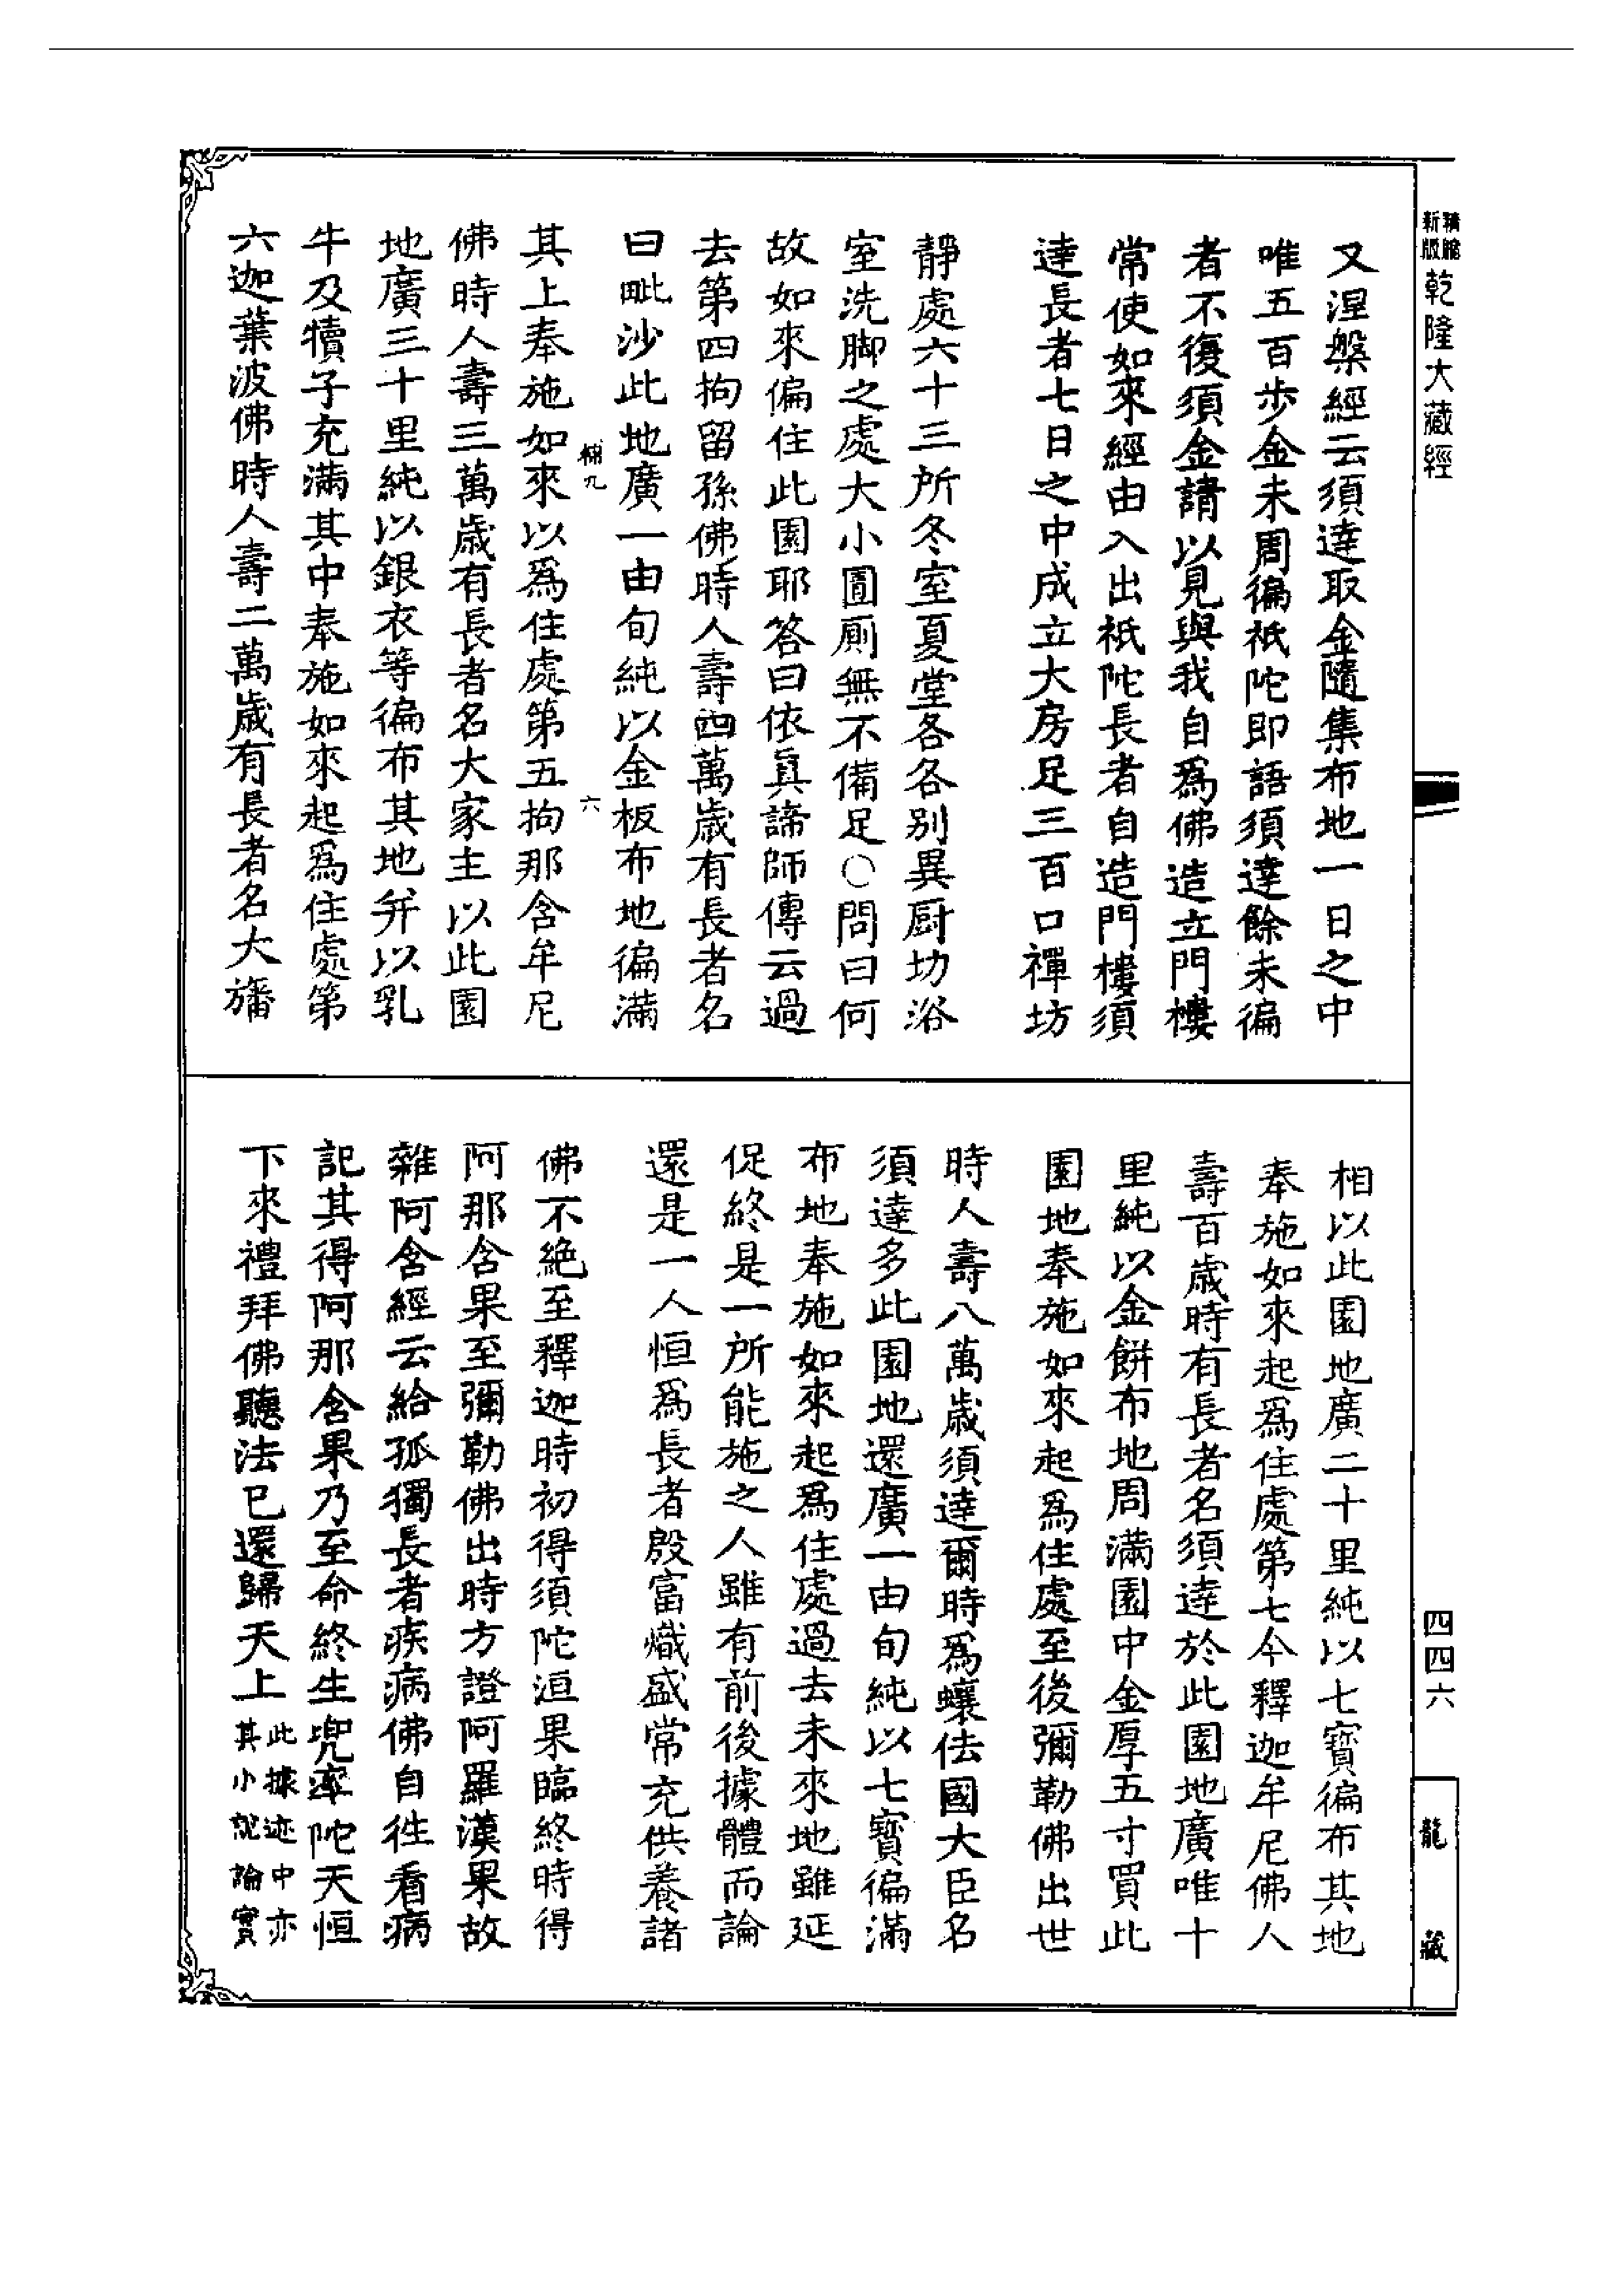 精縮
新版
乾隆大藏經
又涅槃經云須達取金隨集布地一日之中
唯五百步金未周徧祇陀即語須達餘未徧
者不復須金請以見與我自爲佛造立門樓
常使如來經由入出祇陀長者自造門樓須
達長者七日之中成立大房足三百口禪坊
靜處六十三所冬室夏堂各各別異厨坊浴
室洗脚之處大小圊厠無不備足○問曰何
故如來偏住此園耶答曰依眞諦師傳云過
去第四拘留孫佛時人壽四萬歲有長者名
曰毗沙此地廣一由旬純以金板布地徧滿
輔九
六
其上奉施如來以爲住處第五拘那含牟尼
佛時人壽三萬歲有長者名大家主以此園
地廣三十里純以銀衣等徧布其地并以乳
牛及犢子充滿其中奉施如來起爲住處第
六迦葉波佛時人壽二萬歲有長者名大旛
相以此園地廣二十里純以七寶徧布其地
奉施如來起爲住處第七今釋迦牟尼佛人
壽百歲時有長者名須達於此園地廣唯十
里純以金餅布地周滿園中金厚五寸買此
園地奉施如來起爲住處至後彌勒佛出世
時人壽八萬歲須達爾時爲蠰佉國大臣名
須達多此園地還廣一由旬純以七寶徧滿
布地奉施如來起爲住處過去未來地雖延
促終是一所能施之人雖有前後據體而論
還是一人恒爲長者殷富熾盛常充供養諸
佛不絕至釋迦時初得須陀洹果臨終時得
阿那含果至彌勒佛出時方證阿羅漢果故
雜阿含經云給孤獨長者疾病佛自徃看病
記其得阿那含果乃至命終生兜率陀天恒
下來禮拜佛聽法已還歸天上
此據迹中亦
其小說論實
四四六
龍藏